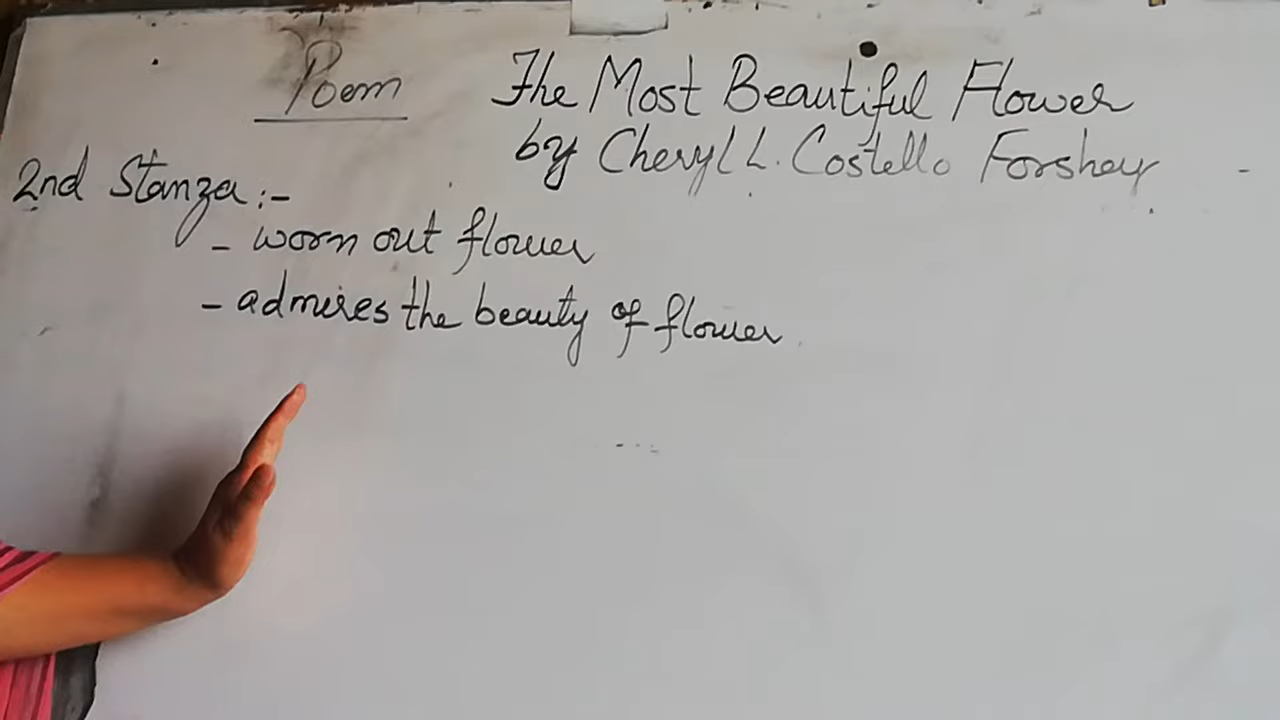 Poem
The Most Beautiful Flower
by Cheryl L. Costello Forshey
2nd Stanza :-
- worn out flower
- admires the beauty of flower